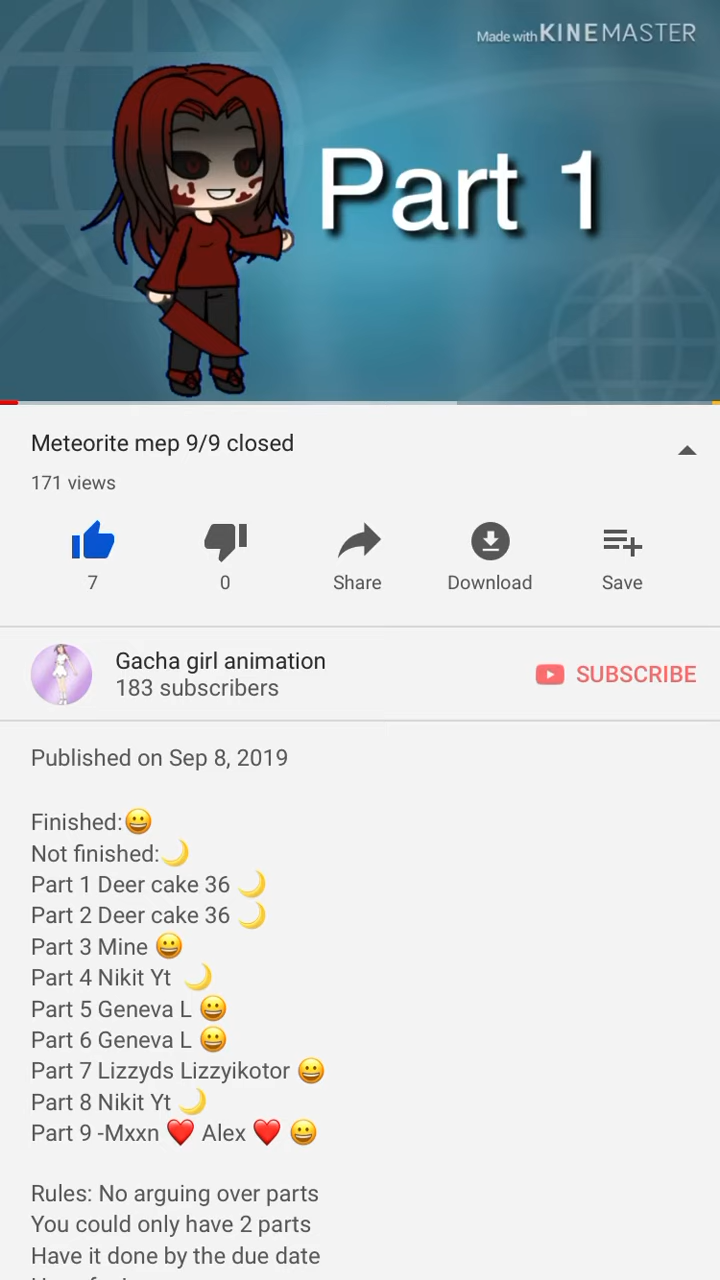 Made with KINEMASTER
Part 1
Meteorite mep 9/9 closed
171 views
7
0
Share
Download
Save
Gacha girl animation
183 subscribers
SUBSCRIBE
Published on Sep 8, 2019
Finished:😀
Not finished:🌙
Part 1 Deer cake 36 🌙
Part 2 Deer cake 36 🌙
Part 3 Mine 😀
Part 4 Nikit Yt 🌙
Part 5 Geneva L 😀
Part 6 Geneva L 😀
Part 7 Lizzyds Lizzyikotor 😀
Part 8 Nikit Yt 🌙
Part 9 -Mxxn ❤️ Alex ❤️ 😀
Rules: No arguing over parts
You could only have 2 parts
Have it done by the due date